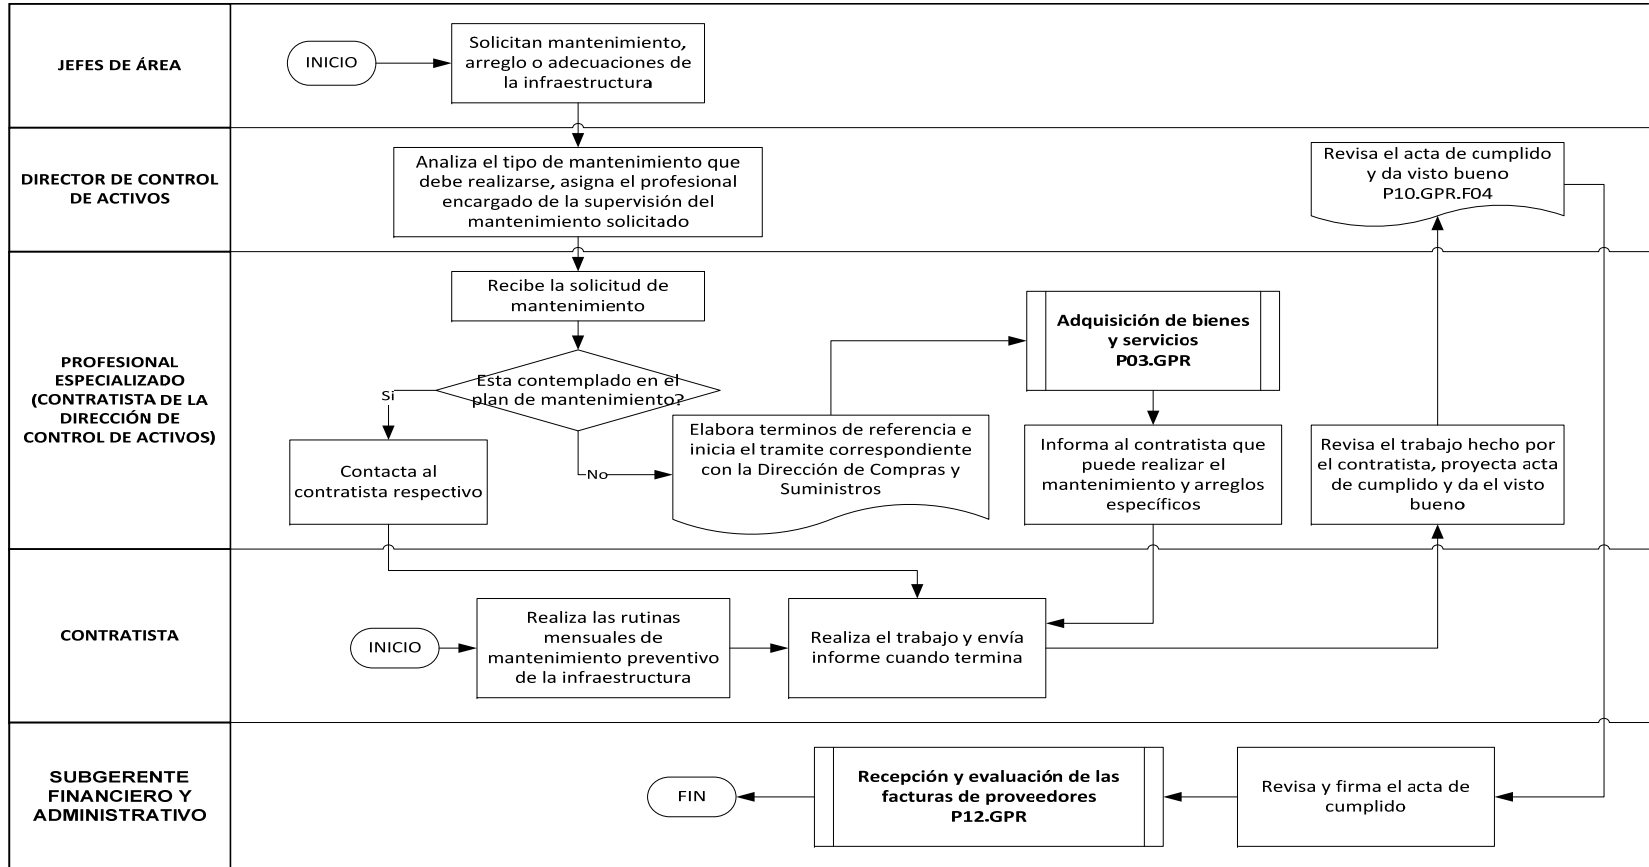 JEFES DE ÁREA
INICIO
Solicitan mantenimiento,
arreglo o adecuaciones de
la infraestructura
DIRECTOR DE CONTROL
DE ACTIVOS
Analiza el tipo de mantenimiento que
debe realizarse, asigna el profesional
encargado de la supervisión del
mantenimiento solicitado
Revisa el acta de cumplido
y da visto bueno
P10.GPR.F04
PROFESIONAL
ESPECIALIZADO
(CONTRATISTA DE LA
DIRECCIÓN DE
CONTROL DE ACTIVOS)
Recibe la solicitud de
mantenimiento
Esta contemplado en el
plan de mantenimiento?
Si
No
Contacta al
contratista respectivo
Elabora terminos de referencia e
inicia el tramite correspondiente
con la Dirección de Compras y
Suministros
Adquisición de bienes
y servicios
P03.GPR
Informa al contratista que
puede realizar el
mantenimiento y arreglos
específicos
Revisa el trabajo hecho por
el contratista, proyecta acta
de cumplido y da el visto
bueno
CONTRATISTA
INICIO
Realiza las rutinas
mensuales de
mantenimiento preventivo
de la infraestructura
Realiza el trabajo y envía
informe cuando termina
SUBGERENTE
FINANCIERO Y
ADMINISTRATIVO
FIN
Recepción y evaluación de las
facturas de proveedores
P12.GPR
Revisa y firma el acta de
cumplido